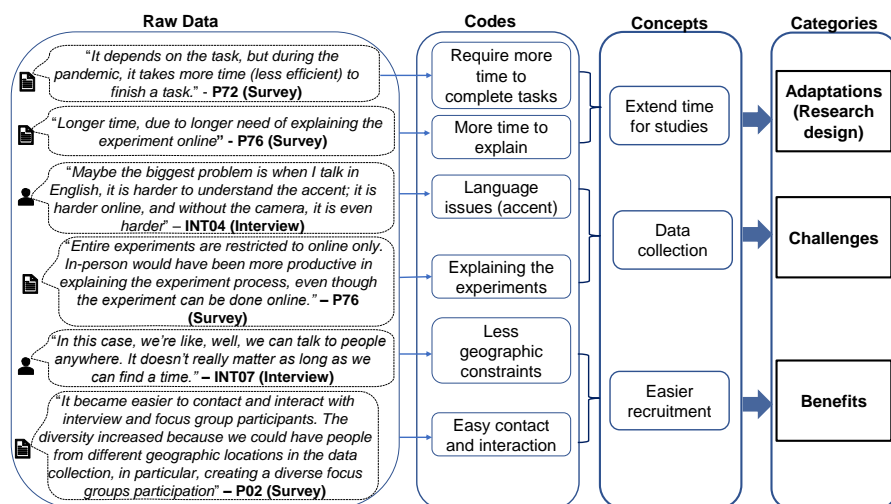 Raw Data
Codes
Concepts
Categories
“It depends on the task, but during the
pandemic, it takes more time (less efficient) to
finish a task.” - P72 (Survey)
“Longer time, due to longer need of explaining the
experiment online” - P76 (Survey)
“Maybe the biggest problem is when I talk in
English, it is harder to understand the accent; it is
harder online, and without the camera, it is even
harder” – INT04 (Interview)
“Entire experiments are restricted to online only.
In-person would have been more productive in
explaining the experiment process, even though
the experiment can be done online.” – P76
(Survey)
“In this case, we’re like, well, we can talk to people
anywhere. It doesn’t really matter as long as we
can find a time.” – INT07 (Interview)
“It became easier to contact and interact with
interview and focus group participants. The
diversity increased because we could have people
from different geographic locations in the data
collection, in particular, creating a diverse focus
groups participation” – P02 (Survey)
Require more
time to
complete tasks
More time to
explain
Language
issues (accent)
Explaining the
experiments
Less
geographic
constraints
Easy contact
and interaction
Extend time
for studies
Data
collection
Easier
recruitment
Adaptations
(Research
design)
Challenges
Benefits